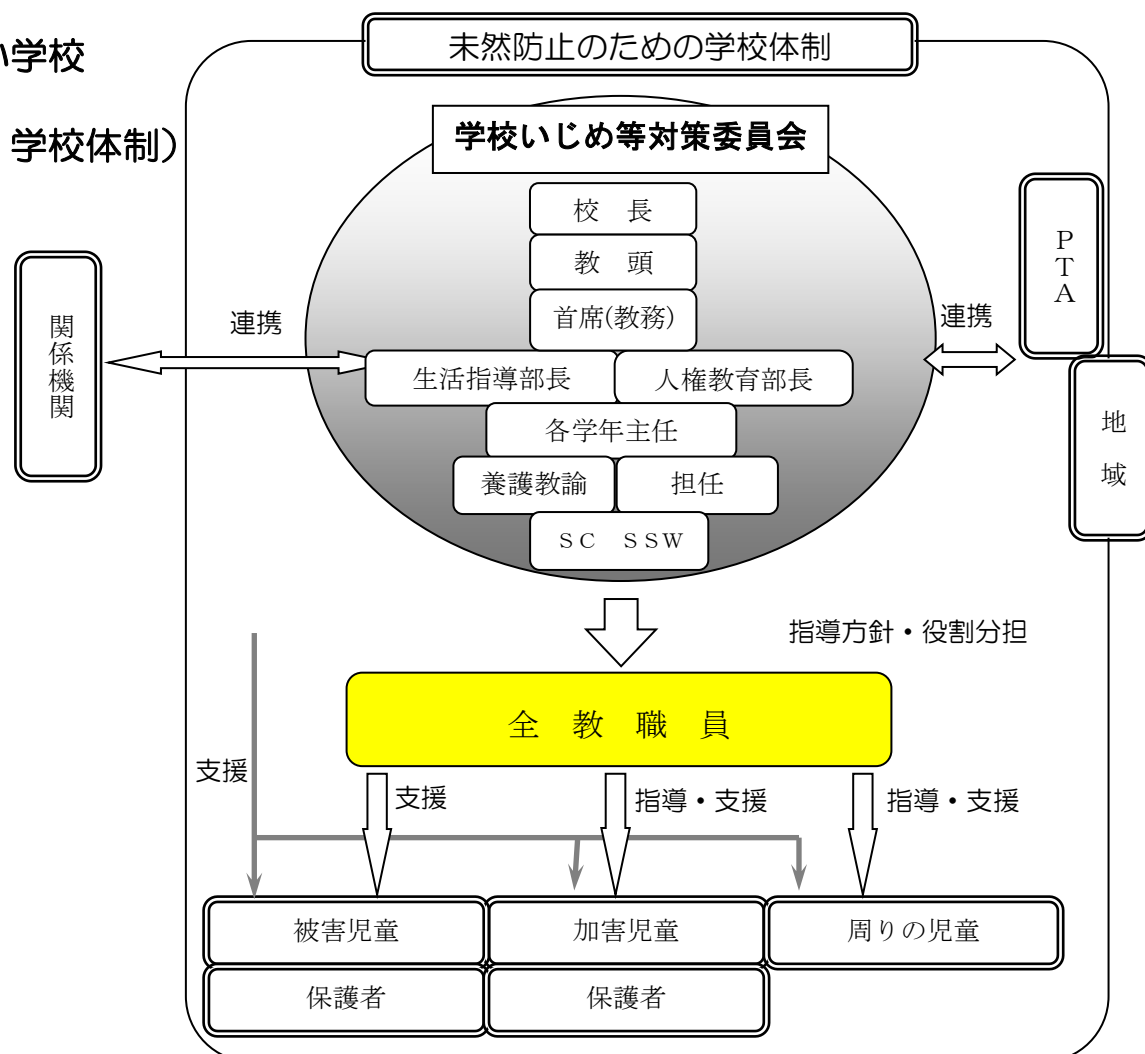 小学校
学校体制)
未然防止のための学校体制
学校いじめ等対策委員会
校　長
教　頭
首席(教務)
生活指導部長
人権教育部長
各学年主任
養護教諭
担任
ＳＣ　ＳＳＷ
関係機関
連携
連携
ＰＴＡ
地域
指導方針・役割分担
全　教　職　員
支援
支援
指導・支援
指導・支援
被害児童
加害児童
周りの児童
保護者
保護者